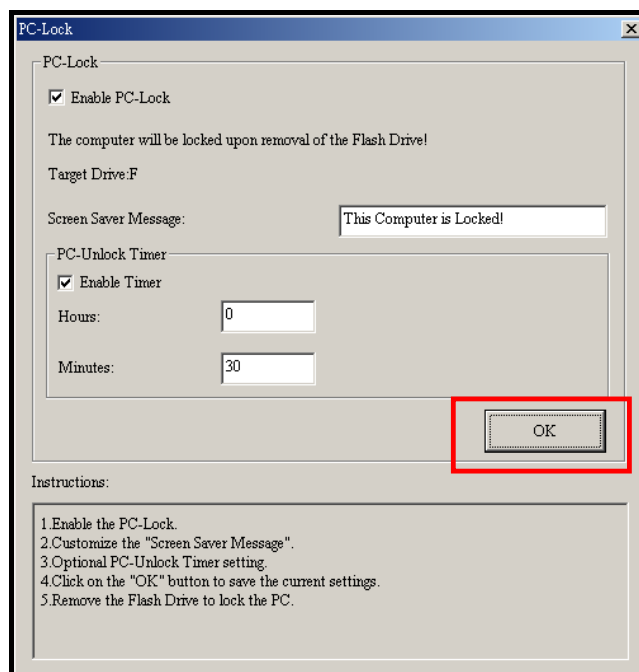 PC-Lock
PC-Lock
Enable PC-Lock
The computer will be locked upon removal of the Flash Drive!
Target Drive:F
Screen Saver Message: This Computer is Locked!
PC-Unlock Timer
Enable Timer
Hours: 0
Minutes: 30
OK
Instructions:
1.Enable the PC-Lock.
2.Customize the "Screen Saver Message".
3.Optional PC-Unlock Timer setting.
4.Click on the "OK" button to save the current settings.
5.Remove the Flash Drive to lock the PC.